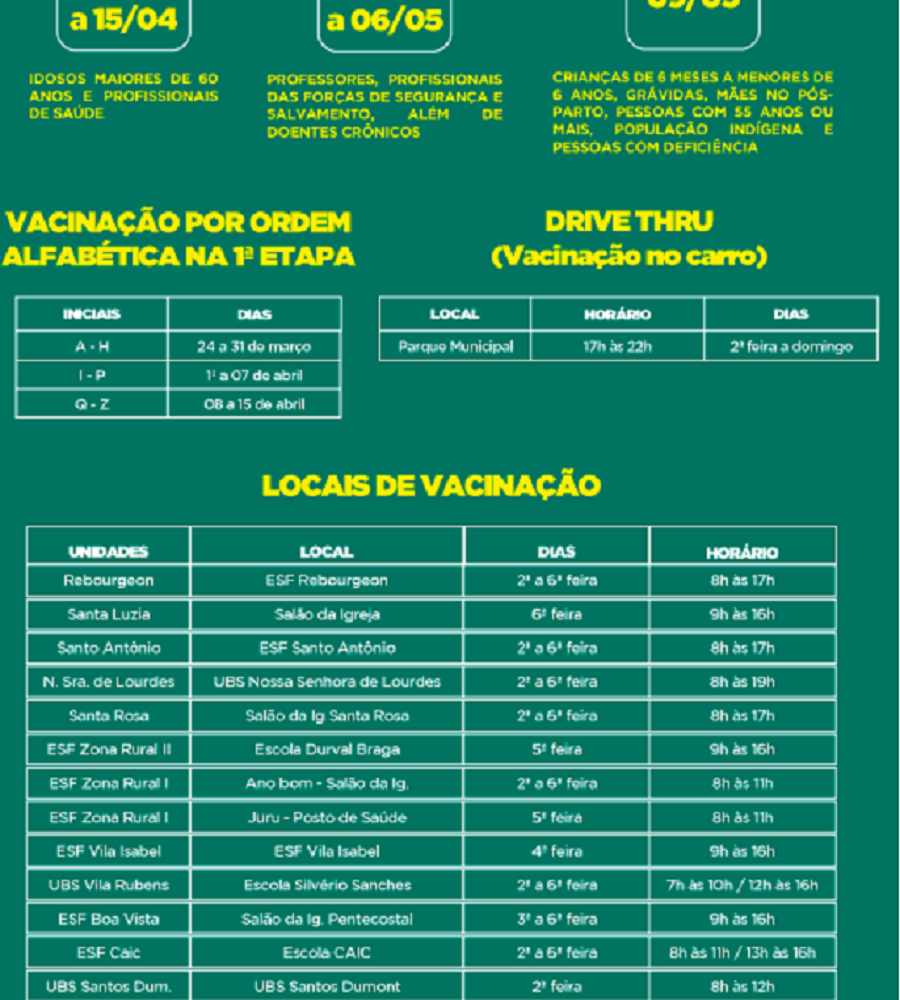 a 15/04
a 06/05
IDOSOS MAIORES DE 60
ANOS E PROFISSIONAIS
DE SAÚDE
PROFESSORES, PROFISSIONAIS
DAS FORÇAS DE SEGURANÇA E
SALVAMENTO, ALÉM DE
DOENTES CRÔNICOS
CRIANÇAS DE 6 MESES A MENORES DE
6 ANOS, GRÁVIDAS, MÃES NO PÓS-
PARTO, PESSOAS COM 55 ANOS OU
MAIS, POPULAÇÃO INDÍGENA E
PESSOAS COM DEFICIÊNCIA
VACINAÇÃO POR ORDEM
ALFABÉTICA NA 1ª ETAPA
INICIAIS DIAS
A - H 24 a 31 de março
I - P 1º a 07 de abril
Q - Z 08 a 15 de abril
DRIVE THRU
(Vacinação no carro)
LOCAL HORÁRIO DIAS
Parque Municipal 17h às 22h 2ª feira a domingo
LOCAIS DE VACINAÇÃO
UNIDADES LOCAL DIAS HORÁRIO
Rebourgeon ESF Rebourgeon 2ª a 6ª feira 8h às 17h
Santa Luzia Salão da Igreja 6ª feira 9h às 16h
Santo Antônio ESF Santo Antônio 2ª a 6ª feira 8h às 17h
N. Sra. de Lourdes UBS Nossa Senhora de Lourdes 2ª a 6ª feira 8h às 19h
Santa Rosa Salão da Ig Santa Rosa 2ª a 6ª feira 8h às 17h
ESF Zona Rural II Escola Durval Braga 5ª feira 9h às 16h
ESF Zona Rural I Ano bom - Salão da Ig. 2ª a 6ª feira 8h às 11h
ESF Zona Rural I Juru - Posto de Saúde 5ª feira 8h às 11h
ESF Vila Isabel ESF Vila Isabel 4ª feira 9h às 16h
UBS Vila Rubens Escola Silvério Sanches 2ª a 6ª feira 7h às 10h / 12h às 16h
ESF Boa Vista Salão da Ig. Pentecostal 3ª a 6ª feira 9h às 16h
ESF Caic Escola CAIC 2ª a 6ª feira 8h às 11h / 13h às 16h
UBS Santos Dum. UBS Santos Dumont 2ª feira 8h às 12h